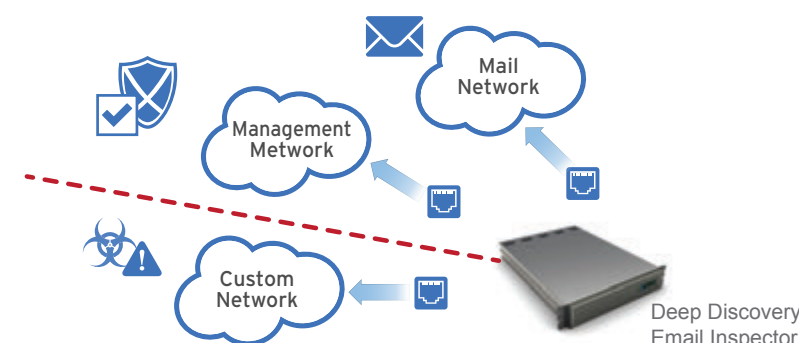 Mail
Network
Management
Metwork
Custom
Network
Deep Discovery
Email Inspector